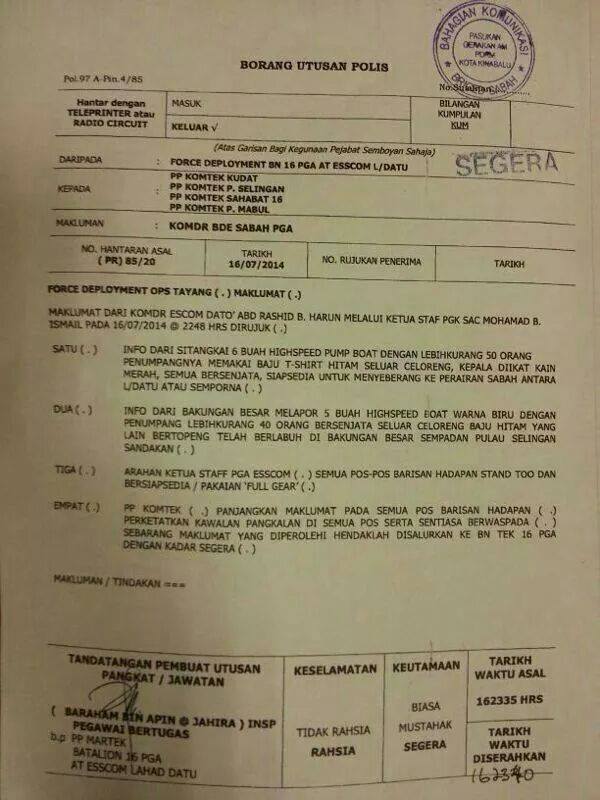 BAHAGIAN KOMUNIKASI
PASUKAN
GERAKAN AM
PDRM
KOTA KINABALU
BRIGED SABAH
BORANG UTUSAN POLIS
Pol.97 A-Pin.4/85
Hantar dengan
TELEPRINTER atau
RADIO CIRCUIT
MASUK
KELUAR √
BILANGAN
KUMPULAN
KUM
(Atas Garisan Bagi Kegunaan Pejabat Semboyan Sahaja)
SEGERA
DARIPADA : FORCE DEPLOYMENT BN 16 PGA AT ESSCOM L/DATU
KEPADA : PP KOMTEK KUDAT
PP KOMTEK P. SELINGAN
PP KOMTEK SAHABAT 16
PP KOMTEK P. MABUL
MAKLUMAN : KOMDR BDE SABAH PGA
NO. HANTARAN ASAL
( PR) 85/20
TARIKH
16/07/2014
NO. RUJUKAN PENERIMA
TARIKH
FORCE DEPLOYMENT OPS TAYANG ( . ) MAKLUMAT ( .)
MAKLUMAT DARI KOMDR ESCOM DATO' ABD RASHID B. HARUN MELALUI KETUA STAF PGK SAC MOHAMAD B.
ISMAIL PADA 16/07/2014 @ 2248 HRS DIRUJUK ( .)
SATU ( . ) INFO DARI SITANGKAI 6 BUAH HIGHSPEED PUMP BOAT DENGAN LEBIHKURANG 50 ORANG
PENUMPANGNYA MEMAKAI BAJU T-SHIRT HITAM SELUAR CELORENG, KEPALA DIIKAT KAIN
MERAH, SEMUA BERSENJATA, SIAPSEDIA UNTUK MENYEBERANG KE PERAIRAN SABAH ANTARA
L/DATU ATAU SEMPORNA ( . )
DUA ( . ) INFO DARI BAKUNGAN BESAR MELAPOR 5 BUAH HIGHSPEED BOAT WARNA BIRU DENGAN
PENUMPANG LEBIHKURANG 40 ORANG BERSENJATA SELUAR CELORENG BAJU HITAM YANG
LAIN BERTOPENG TELAH BERLABUH DI BAKUNGAN BESAR SEMPADAN PULAU SELINGAN
SANDAKAN ( . )
TIGA ( . ) ARAHAN KETUA STAFF PGA ESSCOM ( . ) SEMUA POS-POS BARISAN HADAPAN STAND TOO DAN
BERSIAPSEDIA / PAKAIAN 'FULL GEAR' ( .)
EMPAT ( . ) PP KOMTEK ( .) PANJANGKAN MAKLUMAT PADA SEMUA POS BARISAN HADAPAN ( .)
PERKETATKAN KAWALAN PANGKALAN DI SEMUA POS SERTA SENTIASA BERWASPADA ( . )
SEBARANG MAKLUMAT YANG DIPEROLEHI HENDAKLAH DISALURKAN KE BN TEK 16 PGA
DENGAN KADAR SEGERA ( . )
MAKLUMAN / TINDAKAN ===
TANDATANGAN PEMBUAT UTUSAN
PANGKAT / JAWATAN
( BARAHAM BIN APIN @ JAHIRA ) INSP
PEGAWAI BERTUGAS
b.p PP MARTEK
BATALION 16 PGA
AT ESSCOM LAHAD DATU
KESELAMATAN
TIDAK RAHSIA
RAHSIA
KEUTAMAAN
BIASA
MUSTAHAK
SEGERA
TARIKH
WAKTU ASAL
162335 HRS
TARIKH
WAKTU
DISERAHKAN